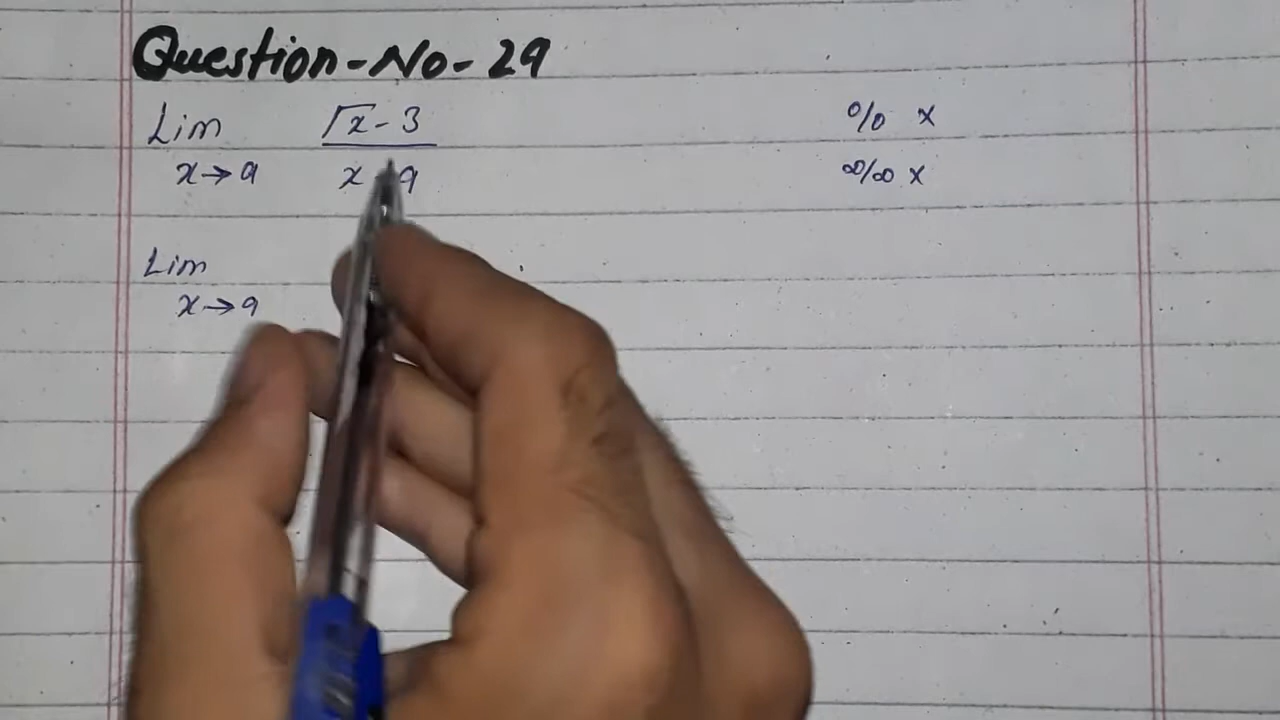 Question-No-29
Lim √x-3 0/0 x
x→9 x 9 ∞/∞ x
Lim
x→9